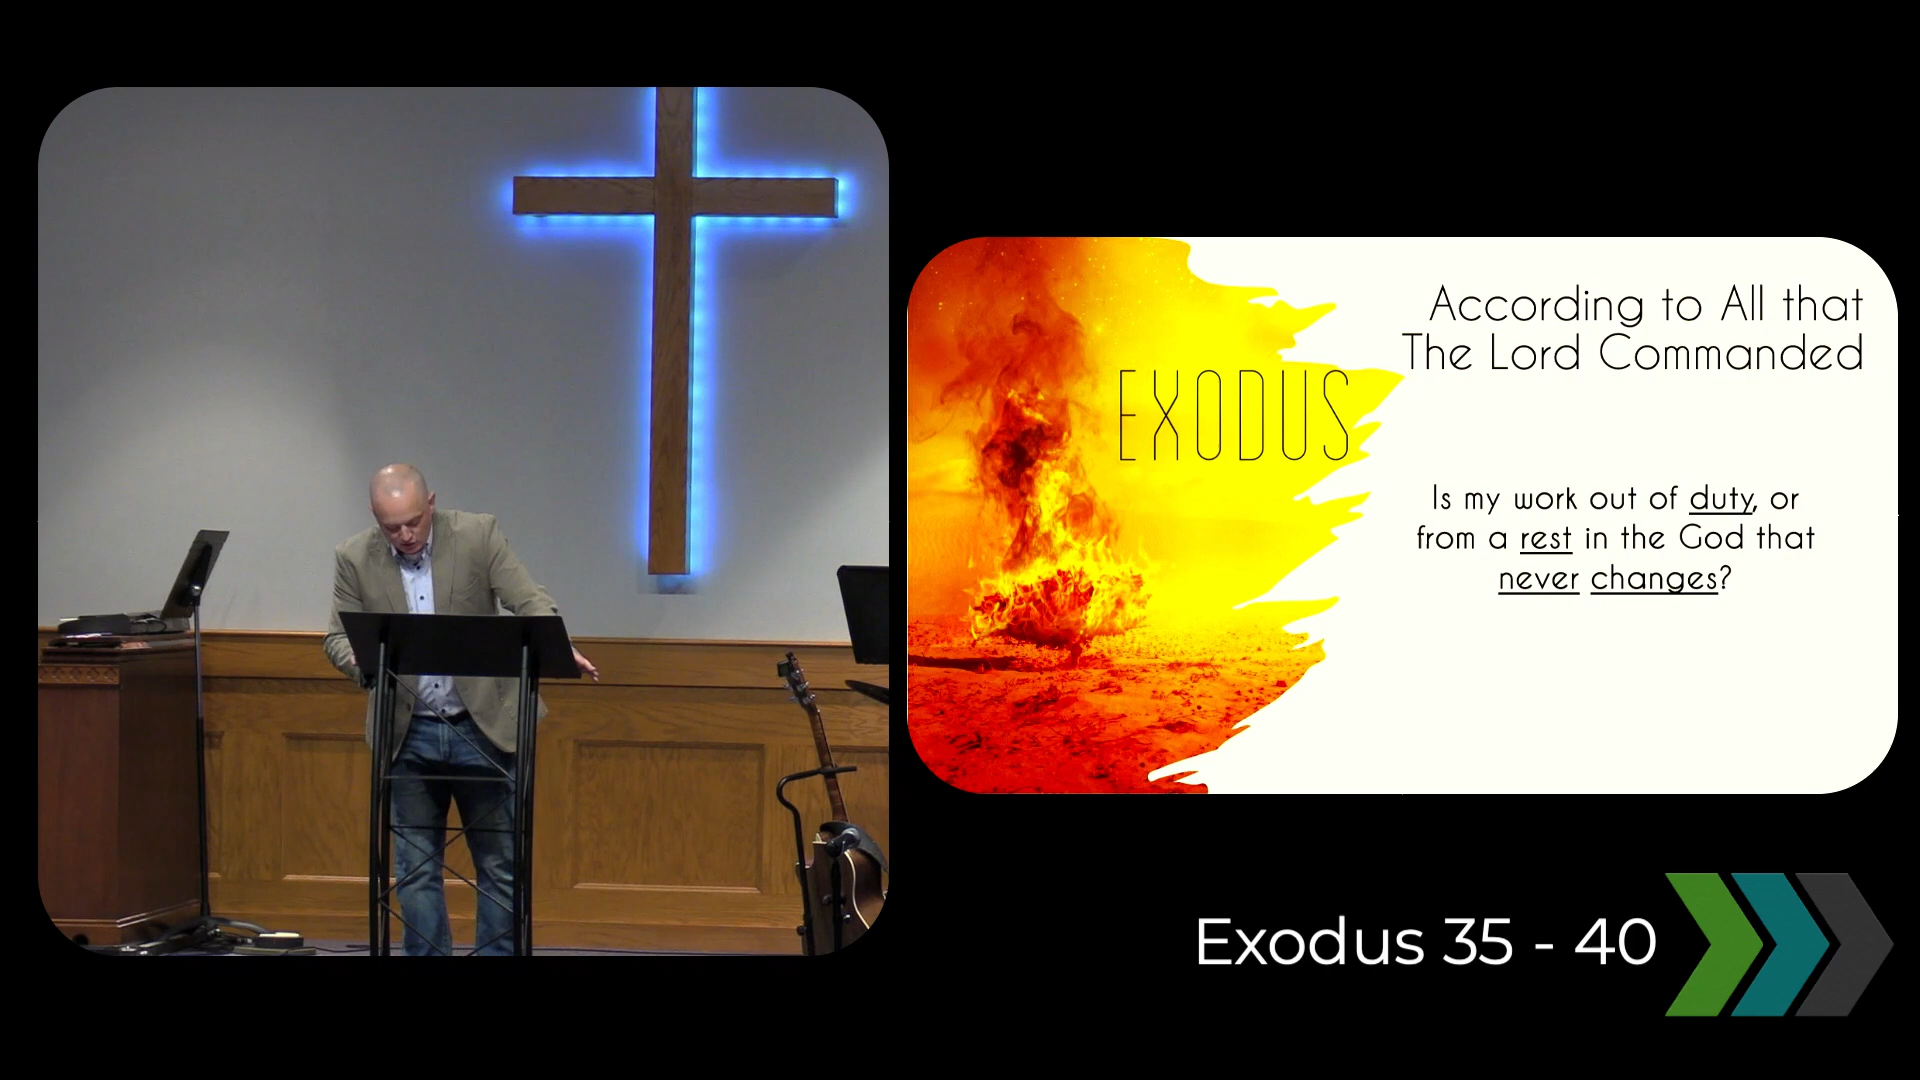 According to All that
The Lord Commanded
EXODUS
Is my work out of duty, or
from a rest in the God that
never changes?
Exodus 35 - 40